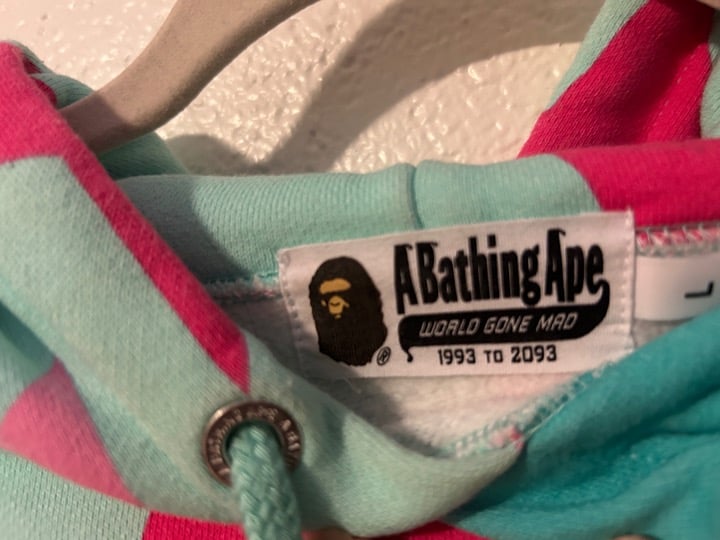 A Bathing Ape
WORLD GONE MAD
1993 TO 2093
®
L